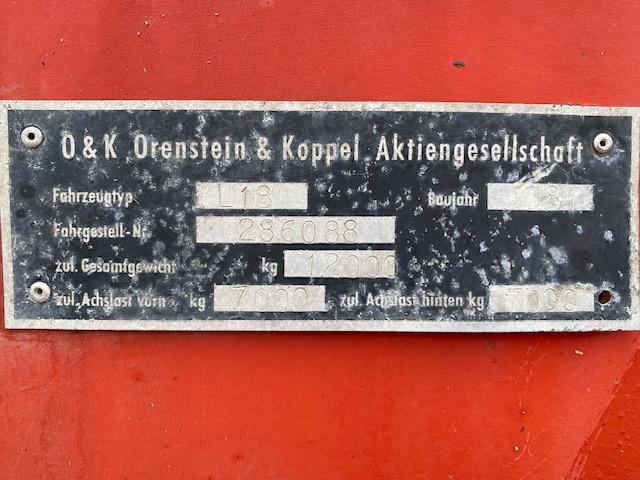 O & K Orenstein & Koppel Aktiengesellschaft
Fahrzeugtyp L18 Baujahr
Fahrgestell-Nr. 286088
zul. Gesamtgewicht kg 12000
zul. Achslast vorn kg 7000 zul. Achslast hinten kg 7000